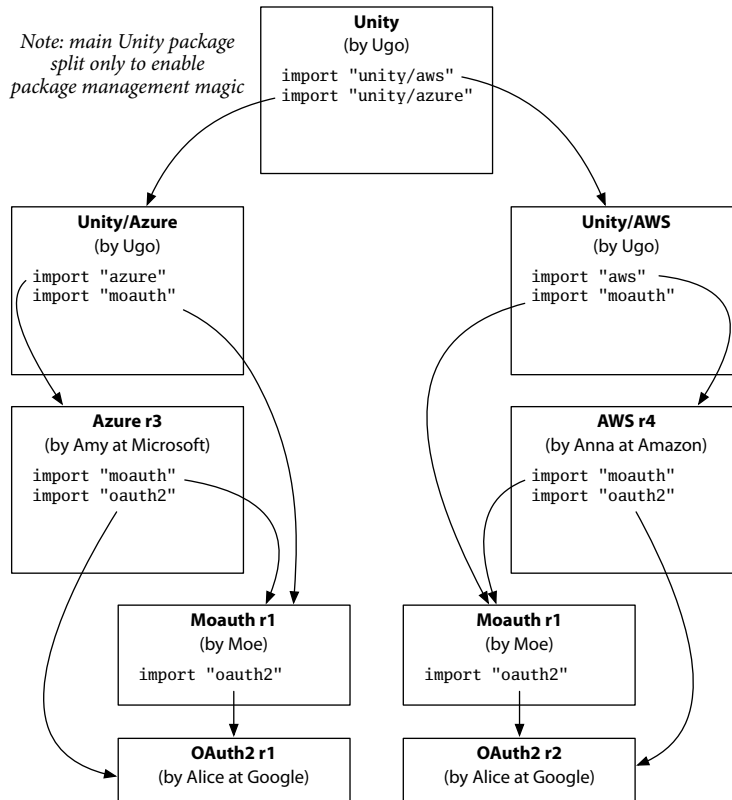 Note: main Unity package
split only to enable
package management magic
Unity
(by Ugo)
import "unity/aws"
import "unity/azure"
Unity/Azure
(by Ugo)
import "azure"
import "moauth"
Unity/AWS
(by Ugo)
import "aws"
import "moauth"
Azure r3
(by Amy at Microsoft)
import "moauth"
import "oauth2"
AWS r4
(by Anna at Amazon)
import "moauth"
import "oauth2"
Moauth r1
(by Moe)
import "oauth2"
Moauth r1
(by Moe)
import "oauth2"
OAuth2 r1
(by Alice at Google)
OAuth2 r2
(by Alice at Google)